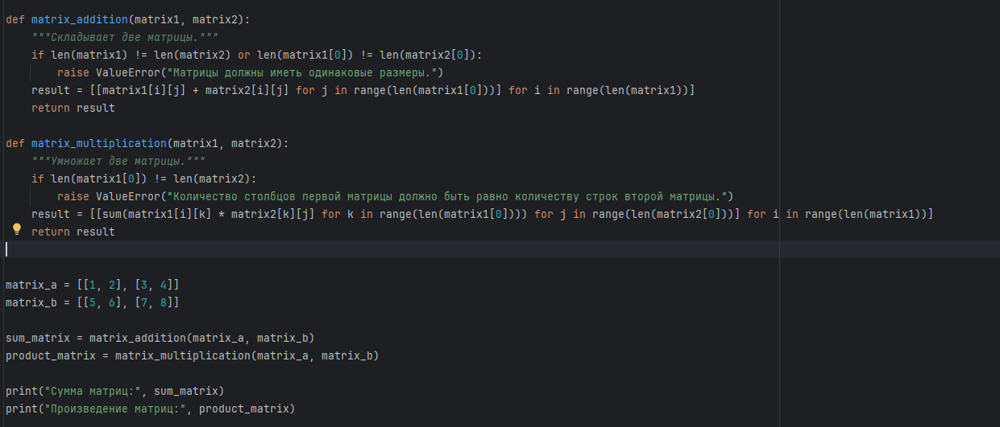 def matrix_addition(matrix1, matrix2):
    """Складывает две матрицы."""
    if len(matrix1) != len(matrix2) or len(matrix1[0]) != len(matrix2[0]):
        raise ValueError("Матрицы должны иметь одинаковые размеры.")
    result = [[matrix1[i][j] + matrix2[i][j] for j in range(len(matrix1[0]))] for i in range(len(matrix1))]
    return result

def matrix_multiplication(matrix1, matrix2):
    """Умножает две матрицы."""
    if len(matrix1[0]) != len(matrix2):
        raise ValueError("Количество столбцов первой матрицы должно быть равно количеству строк второй матрицы.")
    result = [[sum(matrix1[i][k] * matrix2[k][j] for k in range(len(matrix1[0]))) for j in range(len(matrix2[0]))] for i in range(len(matrix1))]
    return result

matrix_a = [[1, 2], [3, 4]]
matrix_b = [[5, 6], [7, 8]]

sum_matrix = matrix_addition(matrix_a, matrix_b)
product_matrix = matrix_multiplication(matrix_a, matrix_b)

print("Сумма матриц:", sum_matrix)
print("Произведение матриц:", product_matrix)